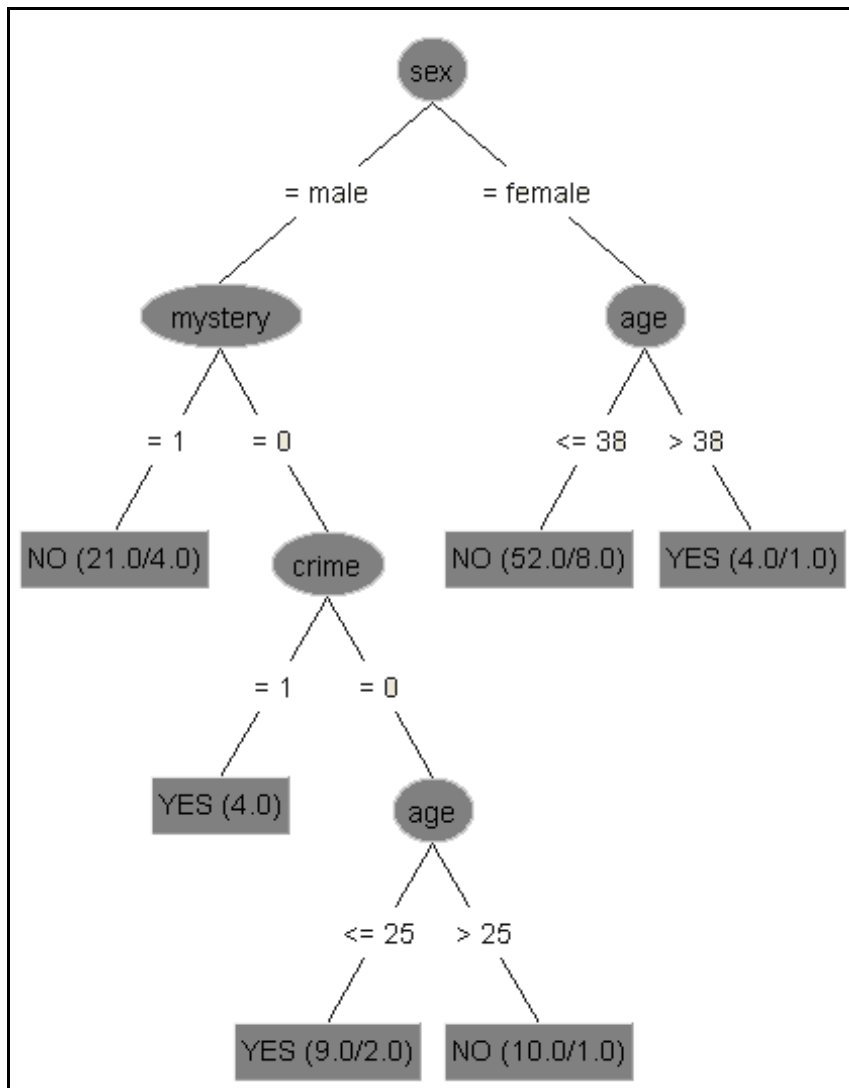 sex
= male
= female
mystery
age
= 1
= 0
<= 38
> 38
NO (21.0/4.0)
crime
NO (52.0/8.0)
YES (4.0/1.0)
= 1
= 0
YES (4.0)
age
<= 25
> 25
YES (9.0/2.0)
NO (10.0/1.0)